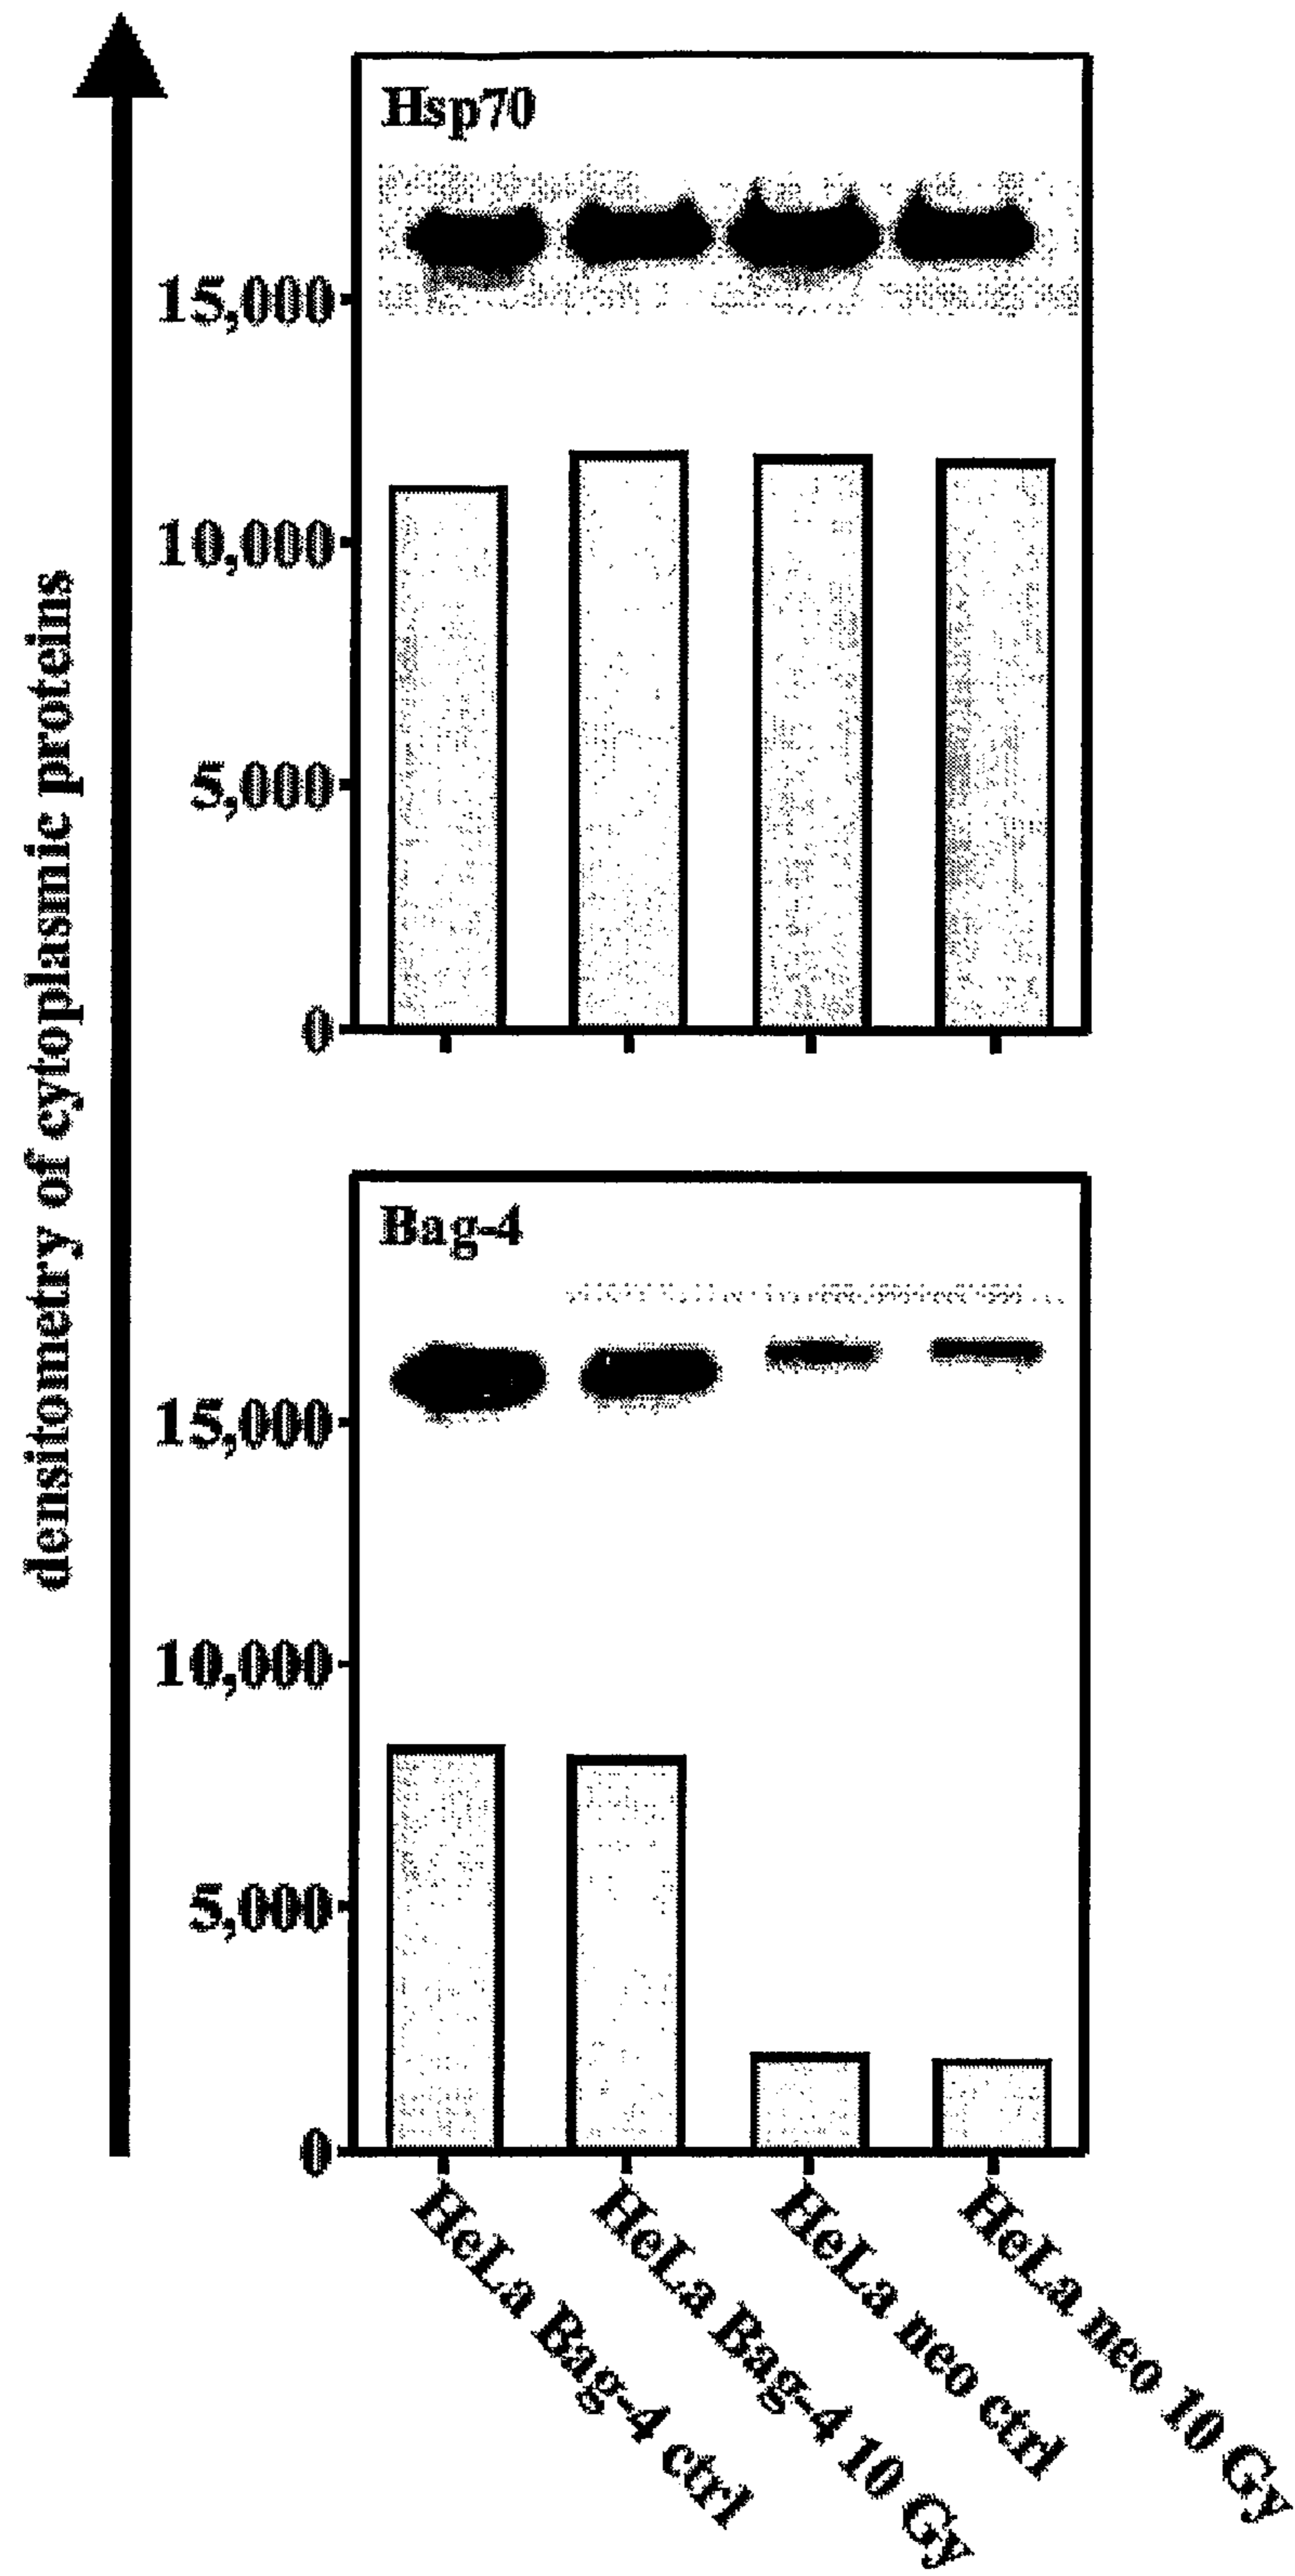 densitometry of cytoplasmic proteins
Hsp70
15,000
10,000
5,000
0
Bag-4
15,000
10,000
5,000
0
HeLa Bag-4 ctrl
HeLa Bag-4 10 Gy
HeLa neo ctrl
HeLa neo 10 Gy